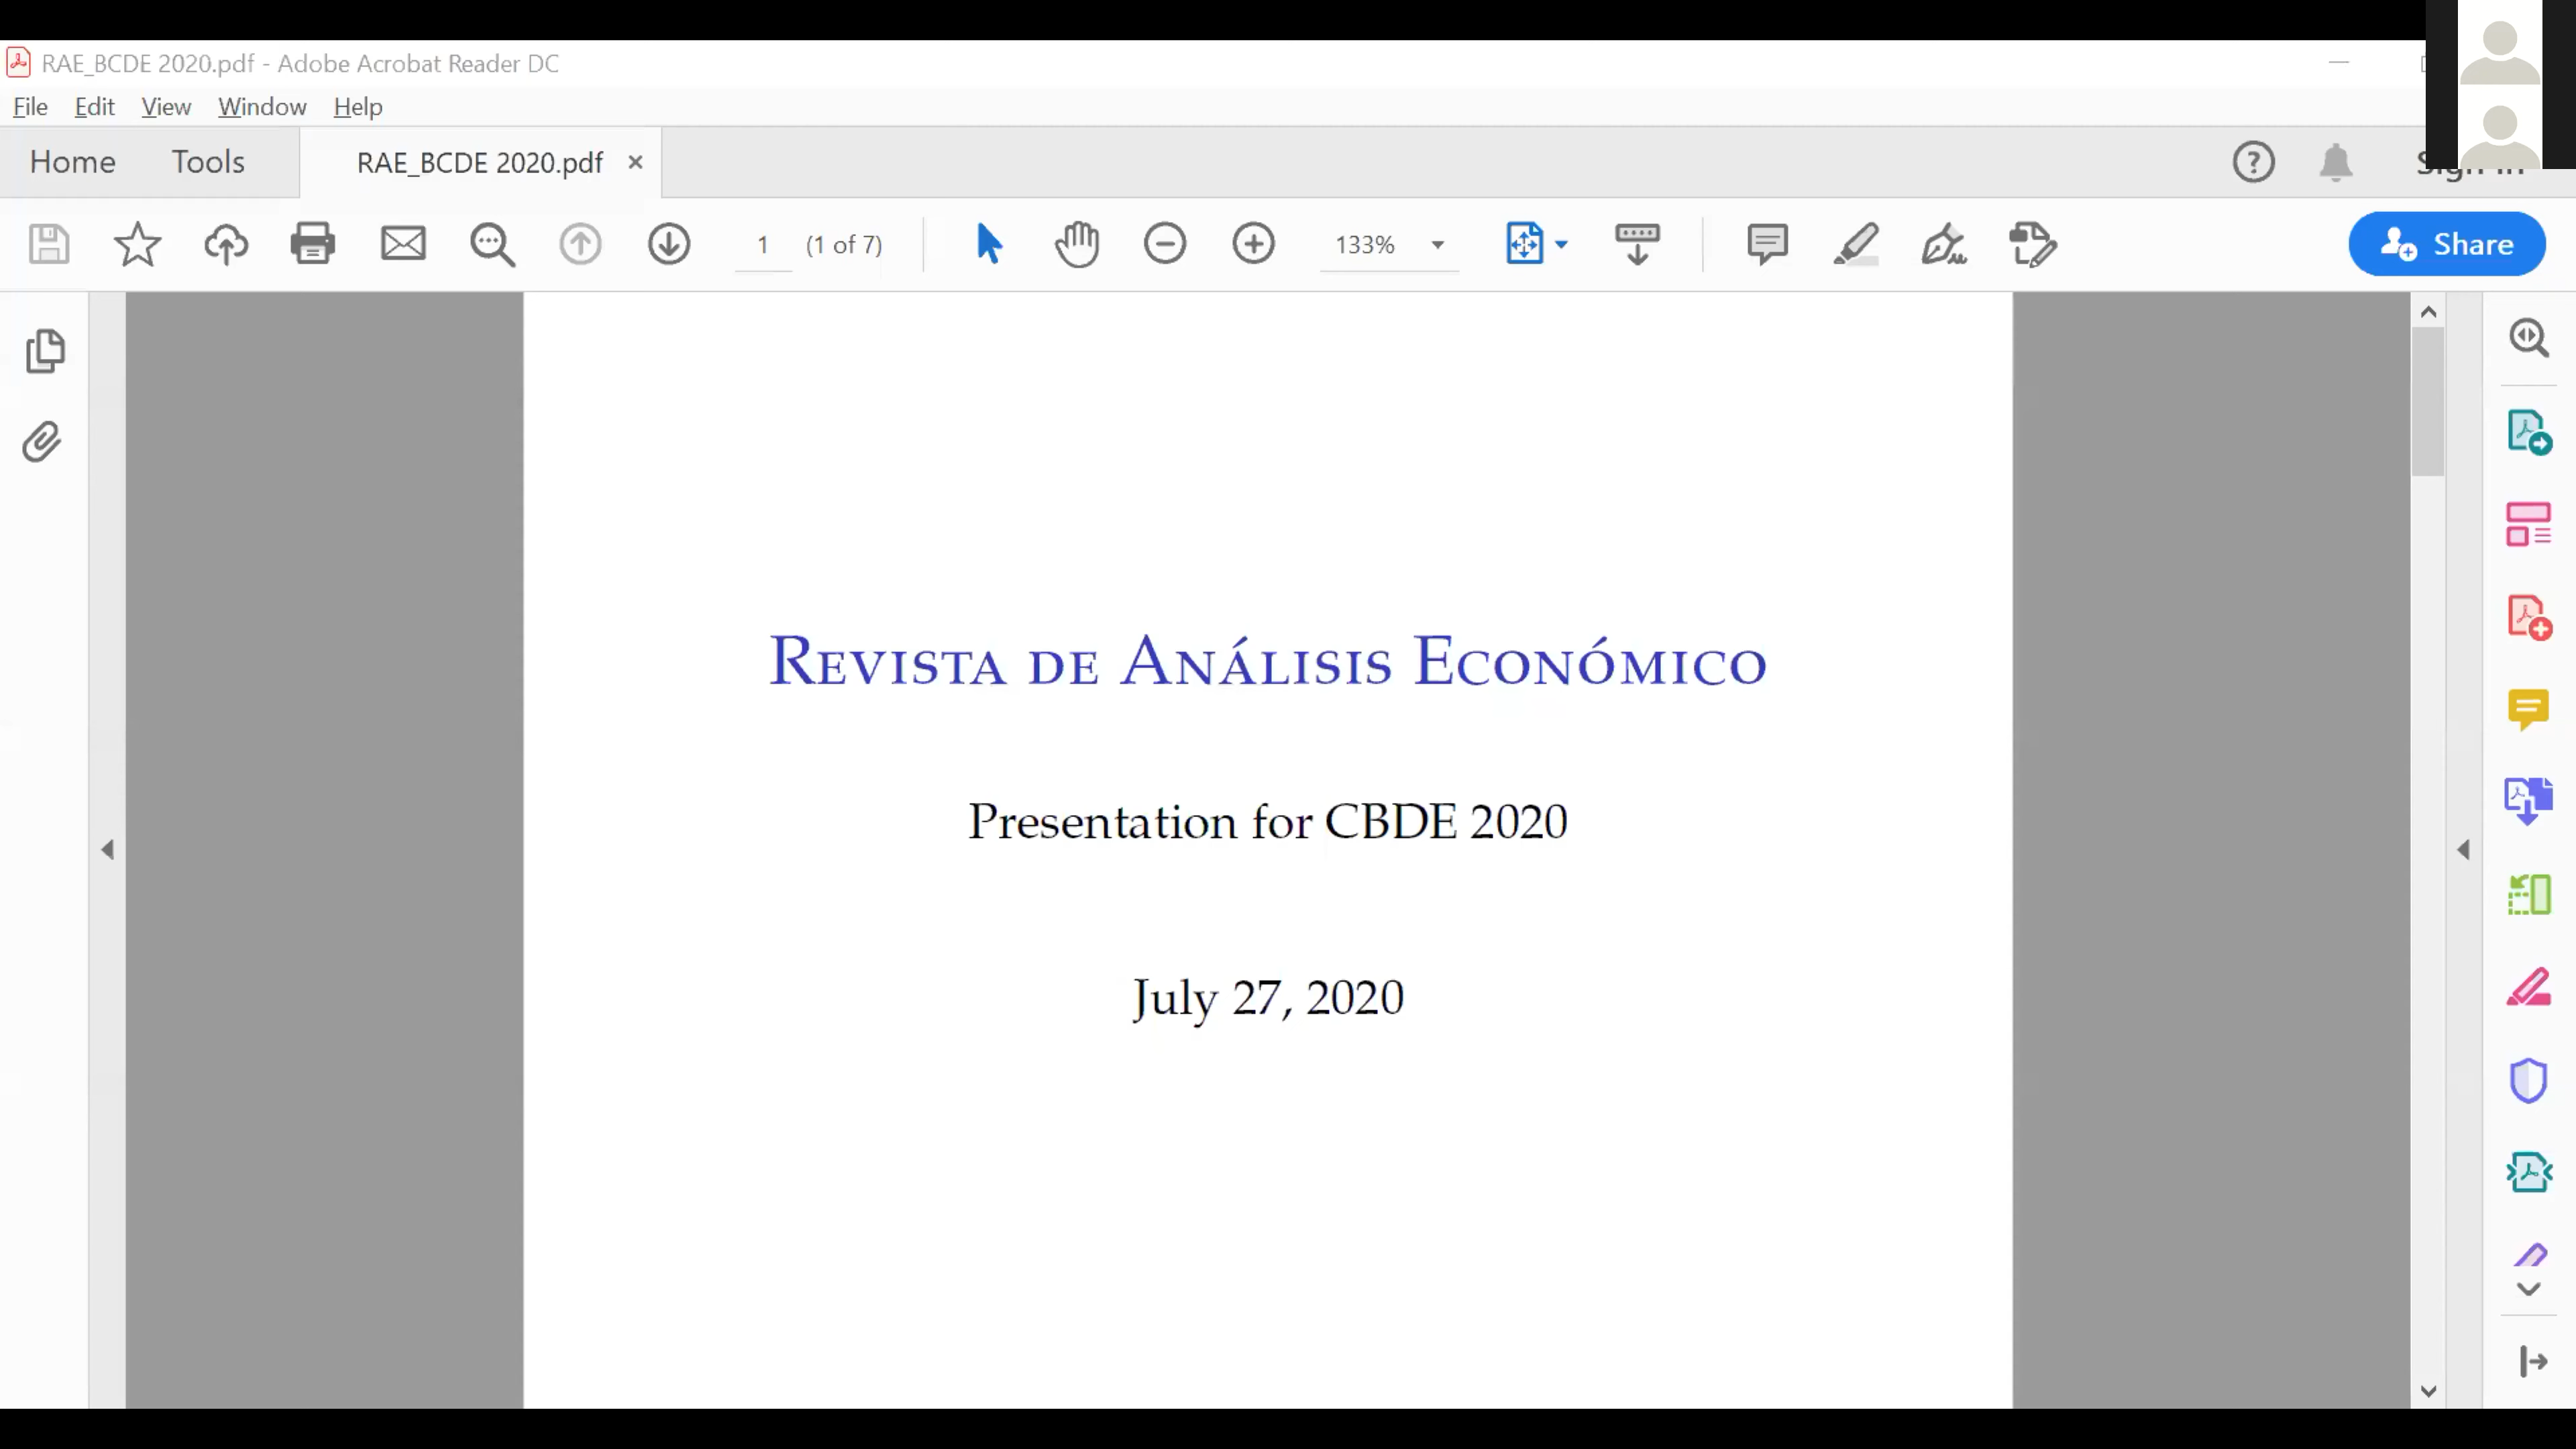 RAE_BCDE 2020.pdf - Adobe Acrobat Reader DC
File Edit View Window Help
Home Tools RAE_BCDE 2020.pdf ×
1 (1 of 7) 133% Share
REVISTA DE ANÁLISIS ECONÓMICO
Presentation for CBDE 2020
July 27, 2020